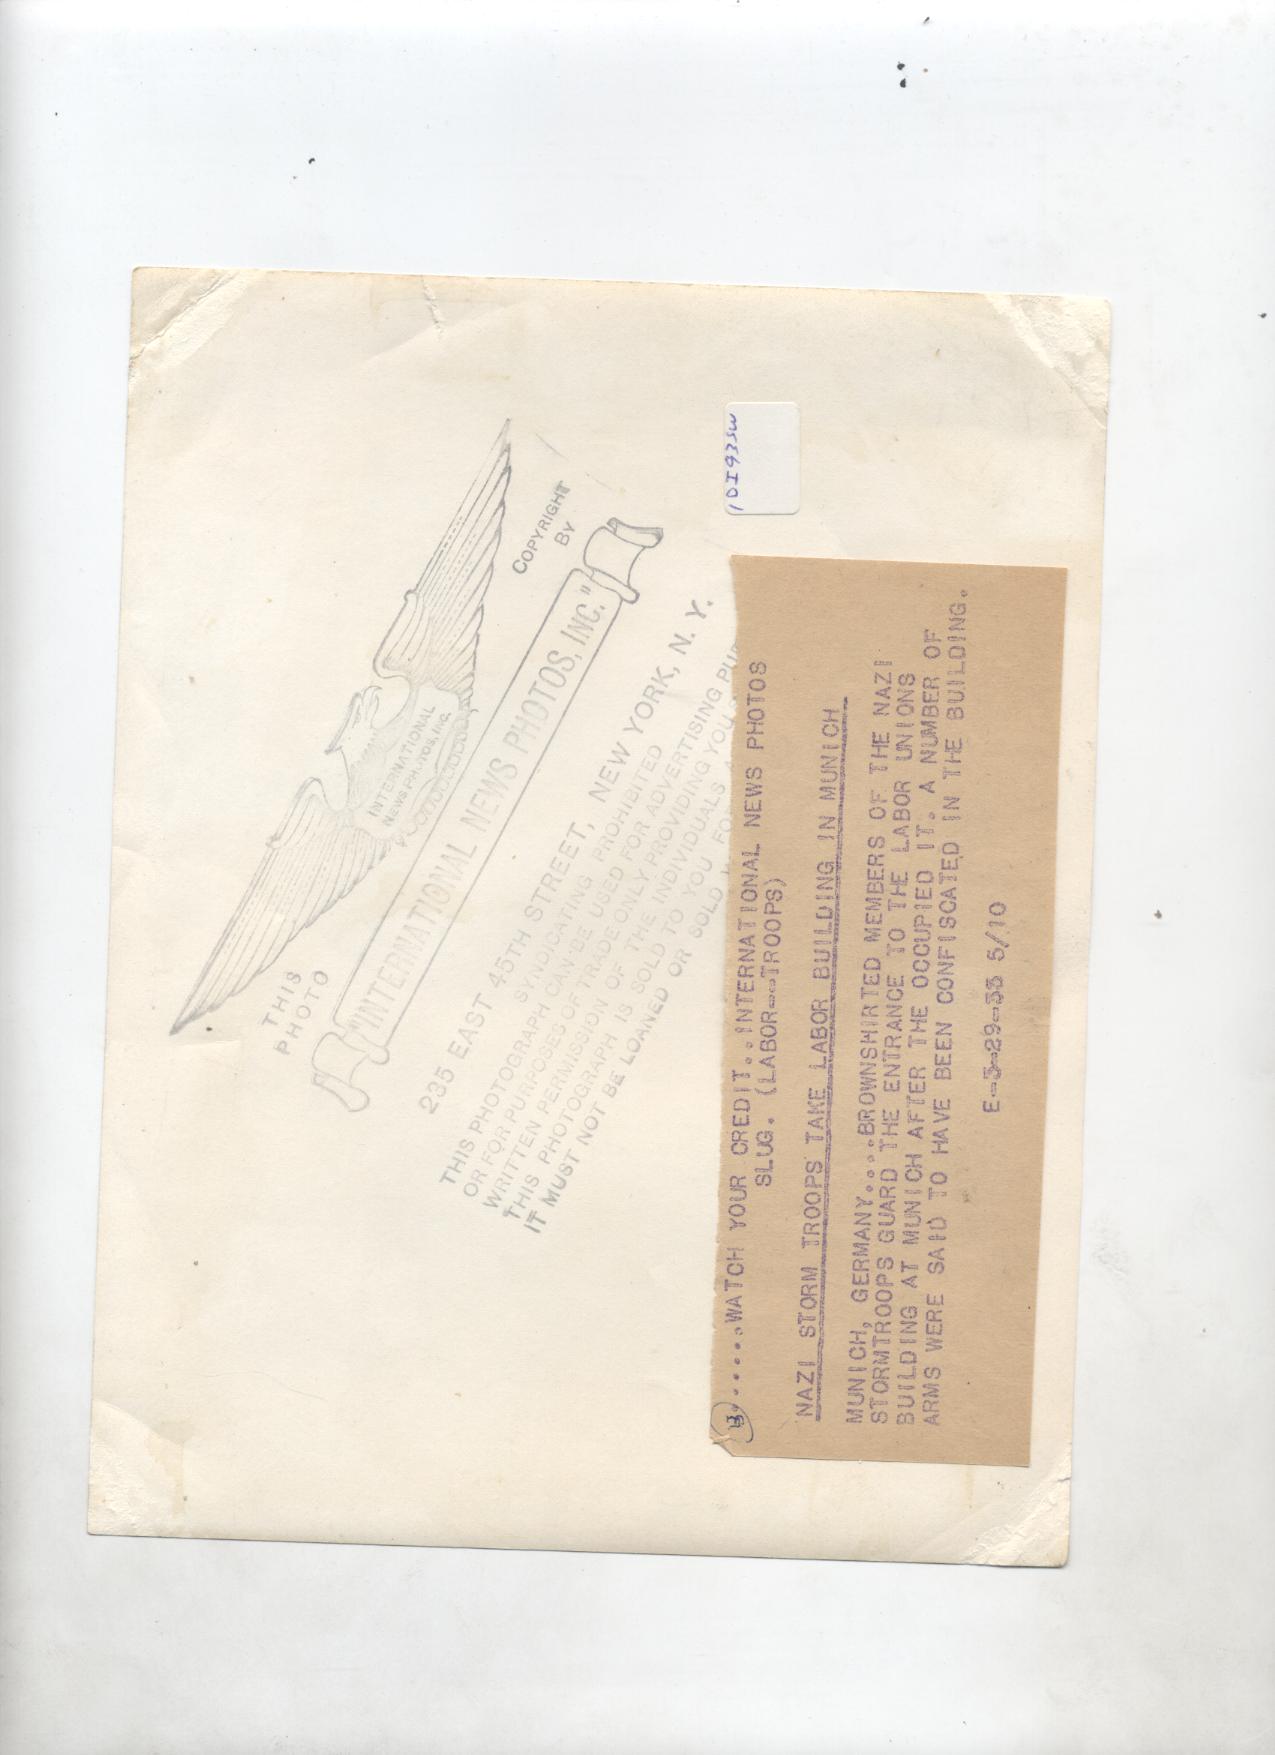 THIS
PHOTO
INTERNATIONAL
NEWS PHOTOS INC.
COPYRIGHT
BY
"INTERNATIONAL NEWS PHOTOS, INC."
235 EAST 45TH STREET, NEW YORK, N. Y.
THIS PHOTOGRAPH SYNDICATING PROHIBITED
OR FOR PURPOSES CAN BE USED FOR ADVERTISING PUR
WRITTEN PERMISSION OF TRADE ONLY PROVIDING YOU
THIS PHOTOGRAPH IS SOLD TO THE INDIVIDUALS
IT MUST NOT BE LOANED OR SOLD TO YOU FOR
1DI93SW
.....WATCH YOUR CREDIT..INTERNATIONAL NEWS PHOTOS
SLUG. (LABOR--TROOPS)
NAZI STORM TROOPS TAKE LABOR BUILDING IN MUNICH
MUNICH, GERMANY....BROWNSHIRTED MEMBERS OF THE NAZI
STORMTROOPS GUARD THE ENTRANCE TO THE LABOR UNIONS
BUILDING AT MUNICH AFTER THE OCCUPIED IT. A NUMBER OF
ARMS WERE SAID TO HAVE BEEN CONFISCATED IN THE BUILDING.
E-3-29-33 5/10